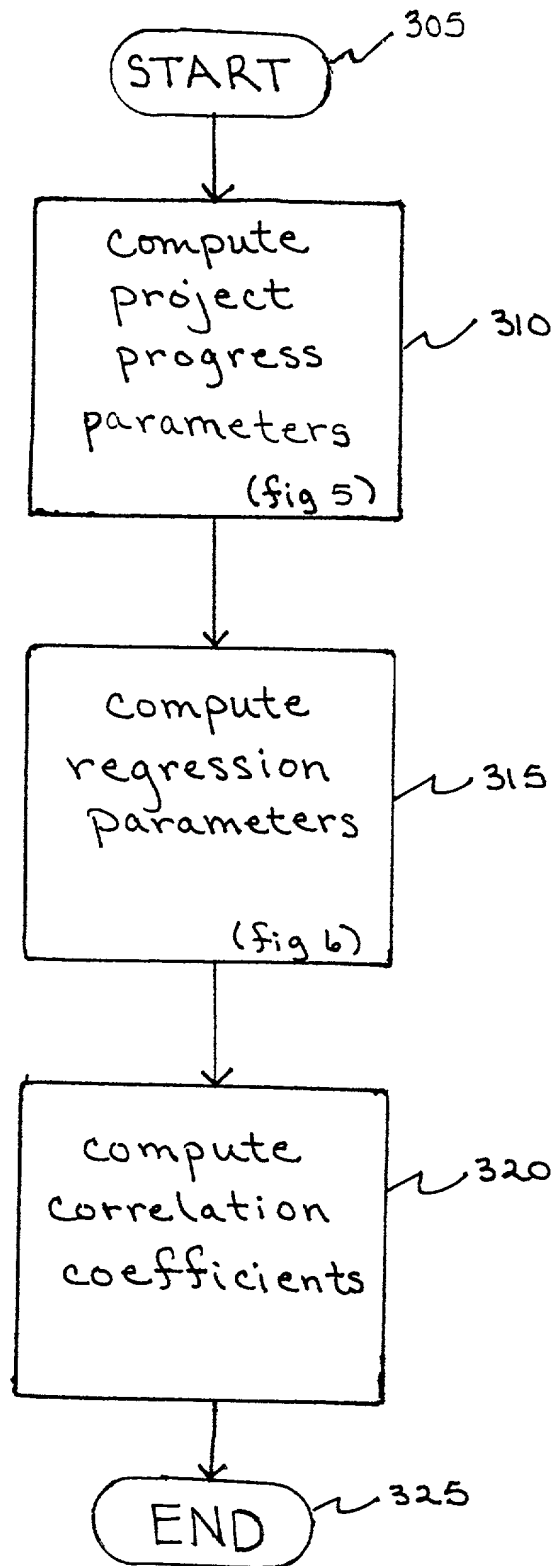 305
START
compute
project
progress
parameters
310
(fig 5)
compute
regression
parameters
315
(fig 6)
compute
correlation
coefficients
320
END
325